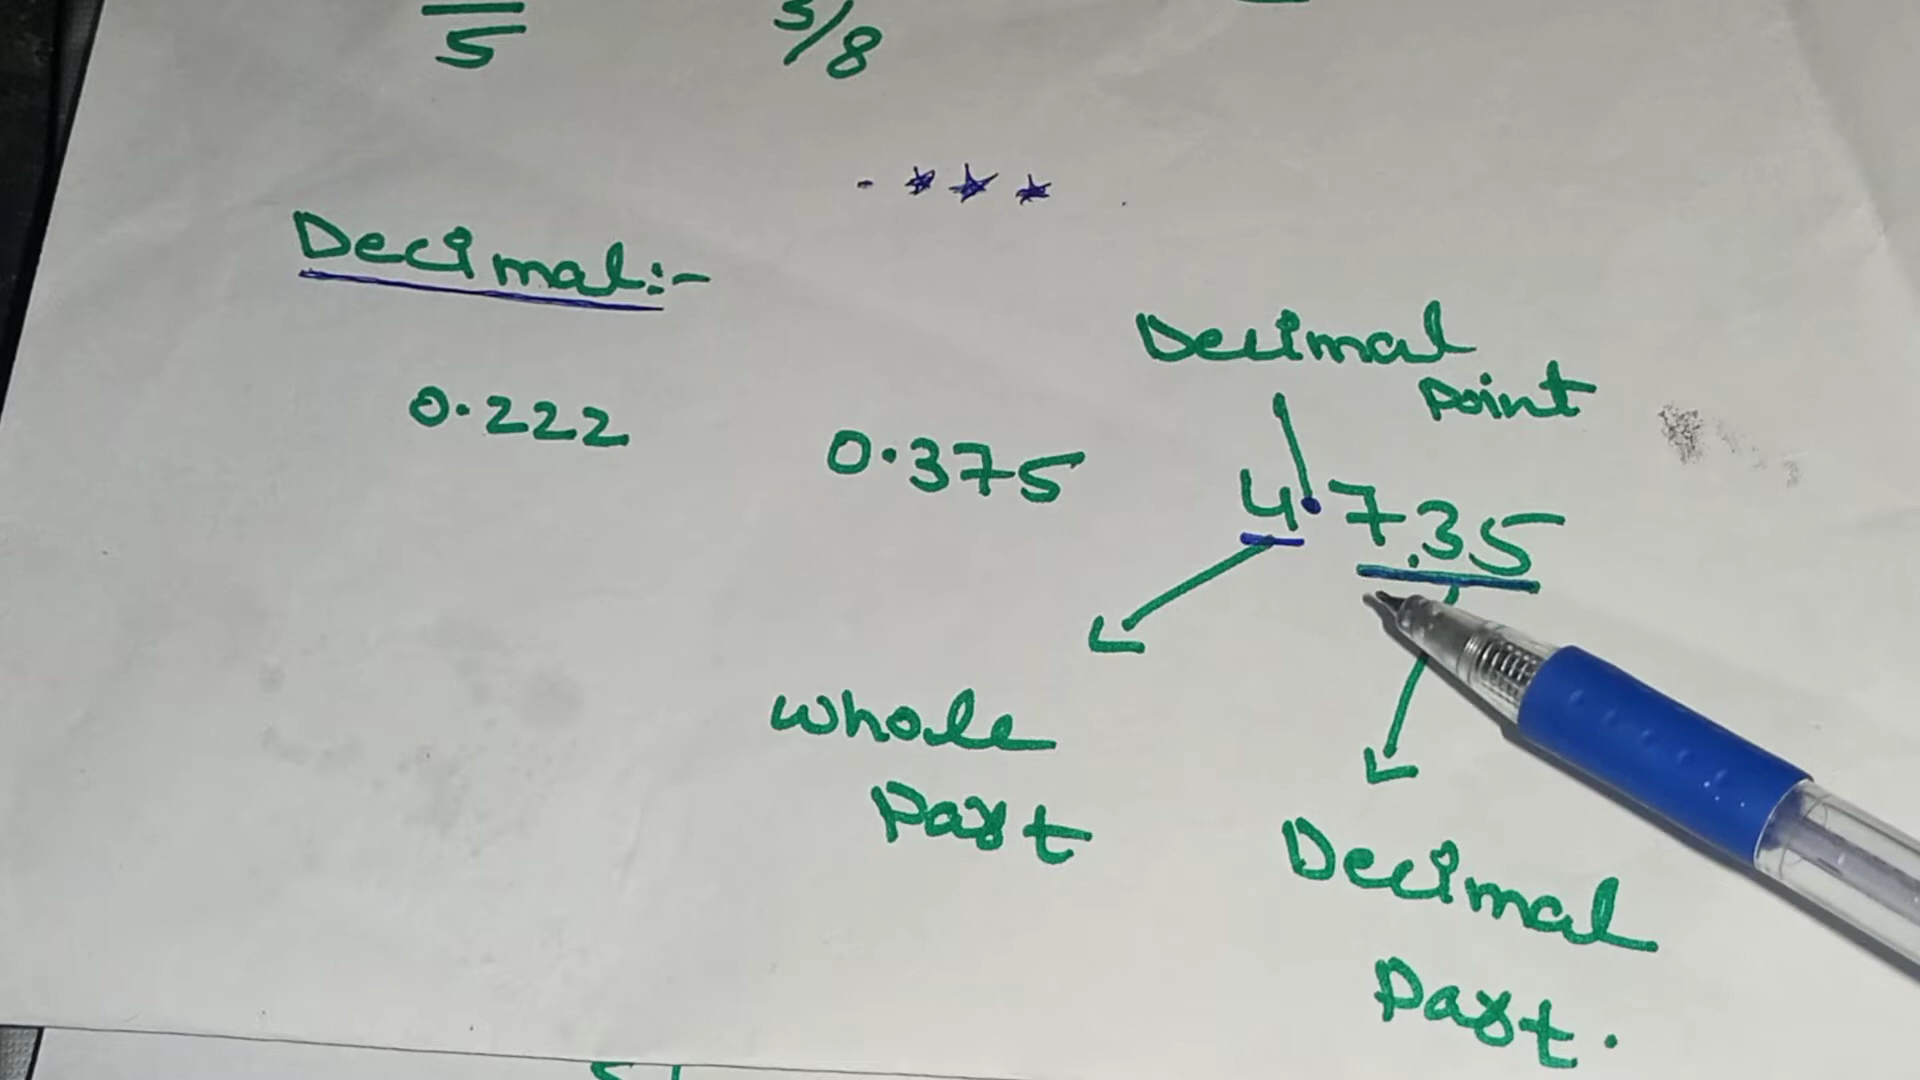 5
3/8
Decimal:-
Decimal
Point
0.222
0.375
4.735
whole
Part
Decimal
Part.